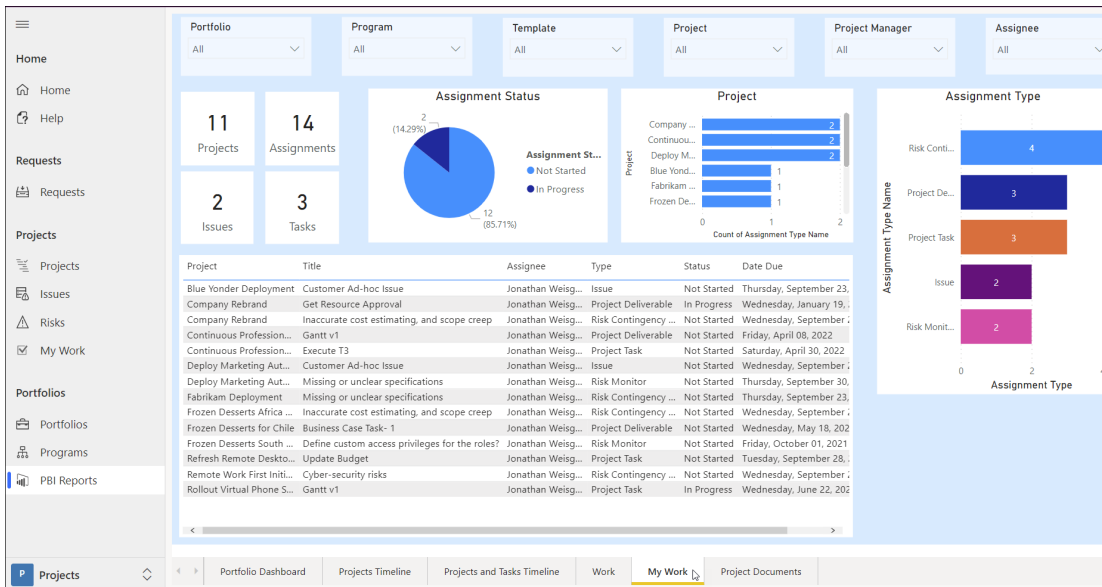 Home
Home
Help
Requests
Requests
Projects
Projects
Issues
Risks
My Work
Portfolios
Portfolios
Programs
PBI Reports
P Projects
Portfolio Program Template Project Project Manager Assignee
All All All All All All
11
Projects
14
Assignments
2
Issues
3
Tasks
Assignment Status
2
(14.29%)
12
(85.71%)
Assignment St...
Not Started
In Progress
Project
Project
Company ... 2
Continuou... 2
Deploy M... 2
Blue Yond... 1
Fabrikam ... 1
Frozen De... 1
0 1 2
Count of Assignment Type Name
Assignment Type
Assignment Type Name
Risk Conti... 4
Project De... 3
Project Task 3
Issue 2
Risk Monit... 2
0 2
Assignment Type
Project Title Assignee Type Status Date Due
Blue Yonder Deployment Customer Ad-hoc Issue Jonathan Weisg... Issue Not Started Thursday, September 23,
Company Rebrand Get Resource Approval Jonathan Weisg... Project Deliverable In Progress Wednesday, January 19,
Company Rebrand Inaccurate cost estimating, and scope creep Jonathan Weisg... Risk Contingency ... Not Started Wednesday, September
Continuous Profession... Gantt v1 Jonathan Weisg... Project Deliverable Not Started Friday, April 08, 2022
Continuous Profession... Execute T3 Jonathan Weisg... Project Task Not Started Saturday, April 30, 2022
Deploy Marketing Aut... Customer Ad-hoc Issue Jonathan Weisg... Issue Not Started Wednesday, September
Deploy Marketing Aut... Missing or unclear specifications Jonathan Weisg... Risk Monitor Not Started Thursday, September 30,
Fabrikam Deployment Missing or unclear specifications Jonathan Weisg... Risk Contingency ... Not Started Thursday, September 23,
Frozen Desserts Africa ... Inaccurate cost estimating, and scope creep Jonathan Weisg... Risk Contingency ... Not Started Wednesday, September
Frozen Desserts for Chile Business Case Task- 1 Jonathan Weisg... Project Deliverable Not Started Wednesday, May 18, 202
Frozen Desserts South ... Define custom access privileges for the roles? Jonathan Weisg... Risk Monitor Not Started Friday, October 01, 2021
Refresh Remote Deskto... Update Budget Jonathan Weisg... Project Task Not Started Tuesday, September 28,
Remote Work First Initi... Cyber-security risks Jonathan Weisg... Risk Contingency ... Not Started Wednesday, September
Rollout Virtual Phone S... Gantt v1 Jonathan Weisg... Project Task In Progress Wednesday, June 22, 202
Portfolio Dashboard Projects Timeline Projects and Tasks Timeline Work My Work Project Documents